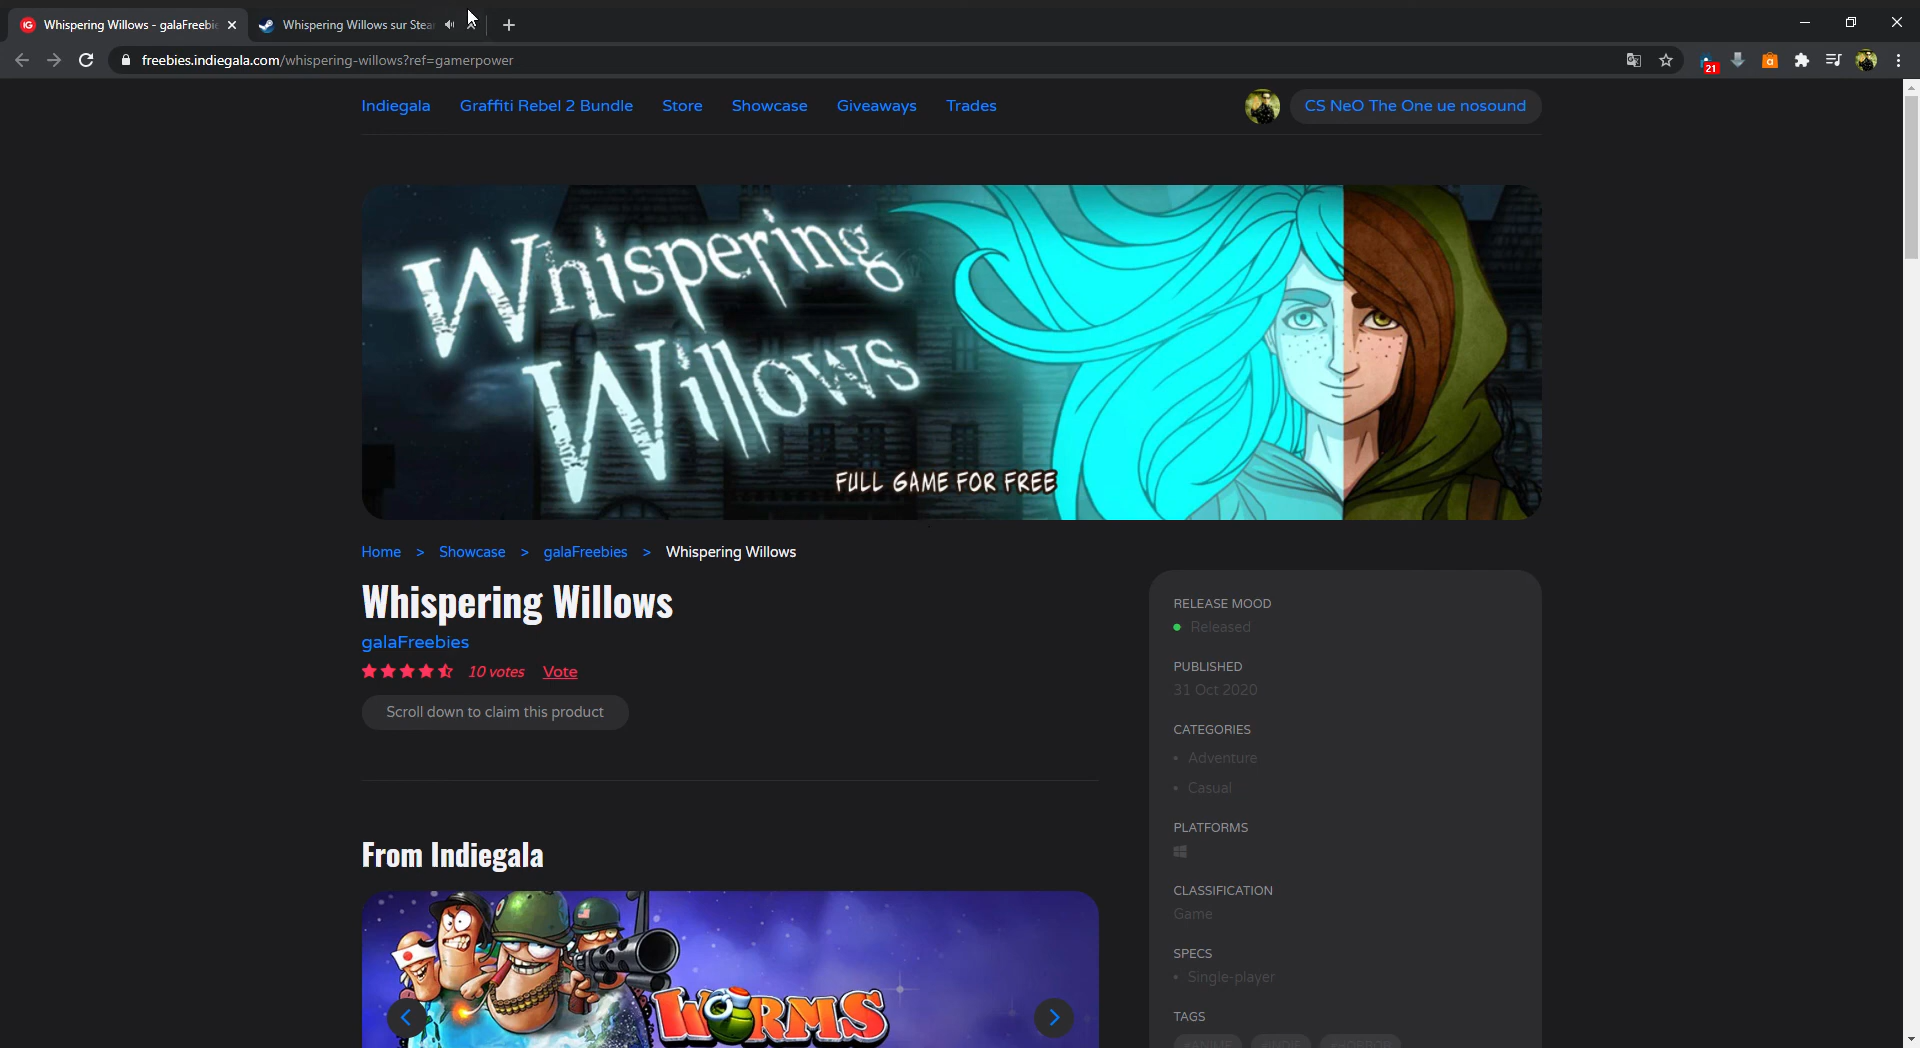 Whispering Willows - galaFreebie
Whispering Willows sur Stea
freebies.indiegala.com/whispering-willows?ref=gamerpower
21
Indiegala
Graffiti Rebel 2 Bundle
Store
Showcase
Giveaways
Trades
CS NeO The One ue nosound
Whispering
Willows
FULL GAME FOR FREE
Home > Showcase > galaFreebies > Whispering Willows
Whispering Willows
galaFreebies
10 votes Vote
Scroll down to claim this product
RELEASE MOOD
Released
PUBLISHED
31 Oct 2020
CATEGORIES
Adventure
Casual
PLATFORMS
CLASSIFICATION
Game
SPECS
Single-player
TAGS
From Indiegala
WORMS